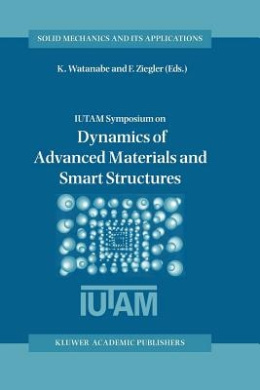 SOLID MECHANICS AND ITS APPLICATIONS
K. Watanabe and F. Ziegler (Eds.)
IUTAM Symposium on
Dynamics of
Advanced Materials and
Smart Structures
IUTAM
KLUWER ACADEMIC PUBLISHERS